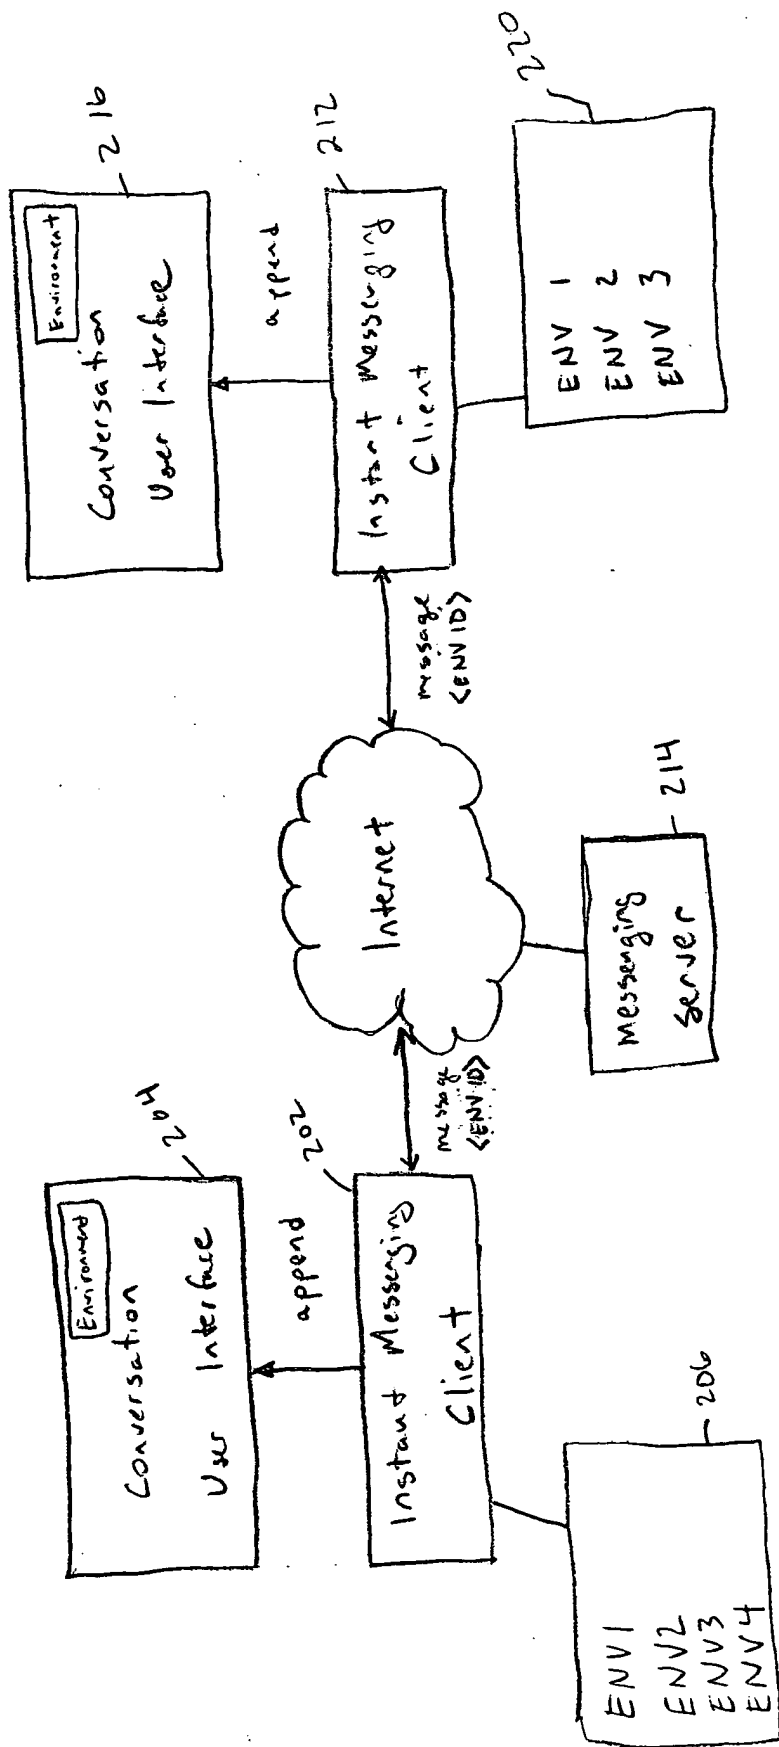 204
Environment
Conversation
User Interface
append
202
Instant Messaging
Client
ENV1
ENV2
ENV3
ENV4
206
message
<ENV ID>
Internet
Messenging
Server
214
message
<ENV ID>
216
Environment
Conversation
User Interface
append
212
Instant Messenging
Client
ENV 1
ENV 2
ENV 3
220